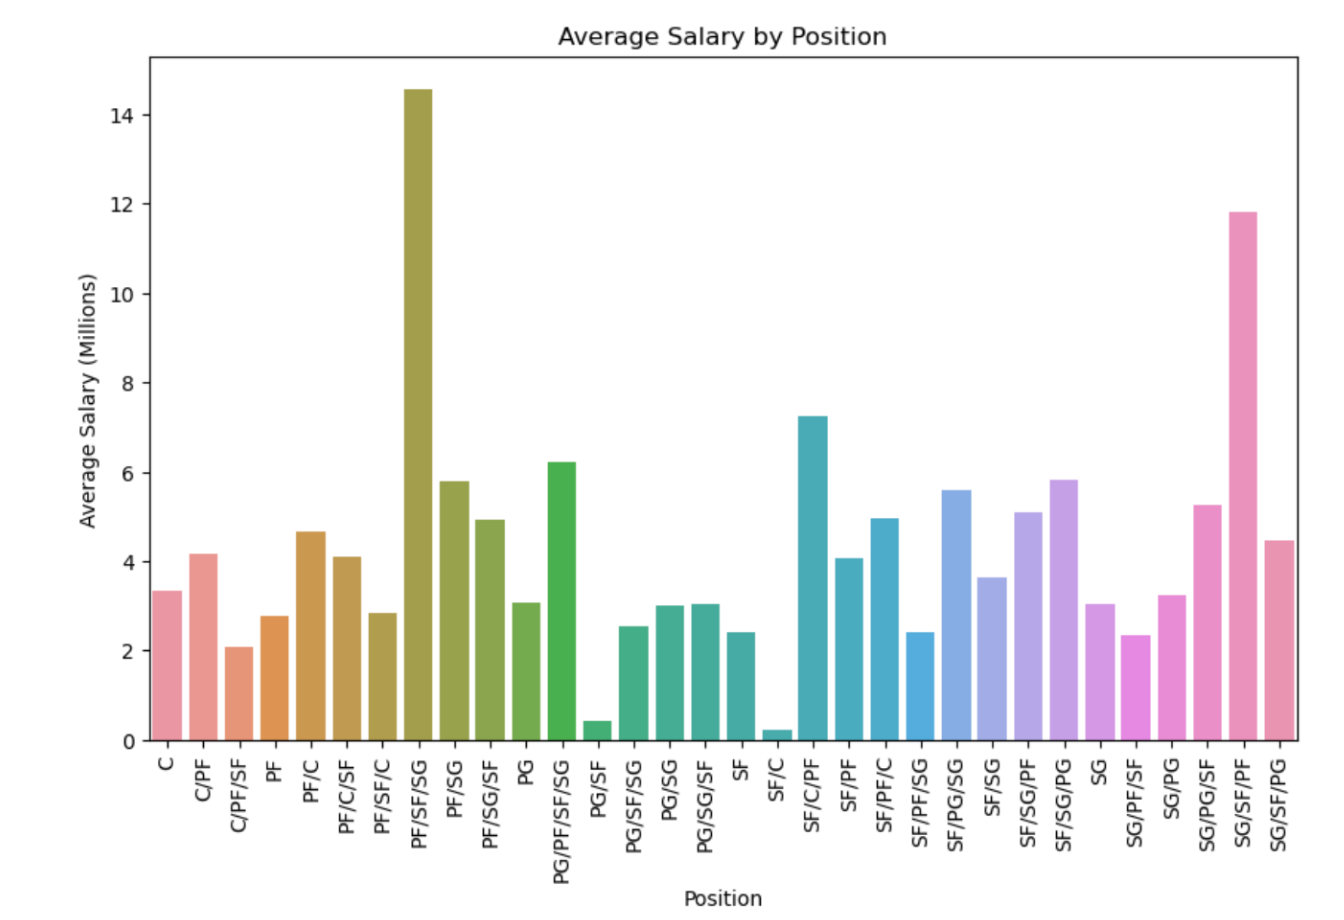 Average Salary by Position
Average Salary (Millions)
14
12
10
8
6
4
2
0
C
C/PF
C/PF/SF
PF
PF/C
PF/C/SF
PF/SF/C
PF/SF/SG
PF/SG
PF/SG/SF
PG
PG/PF/SF/SG
PG/SF
PG/SF/SG
PG/SG
PG/SG/SF
SF
SF/C
SF/C/PF
SF/PF
SF/PF/C
SF/PF/SG
SF/PG/SG
SF/SG
SF/SG/PF
SF/SG/PG
SG
SG/PF/SF
SG/PG
SG/PG/SF
SG/SF/PF
SG/SF/PG
Position